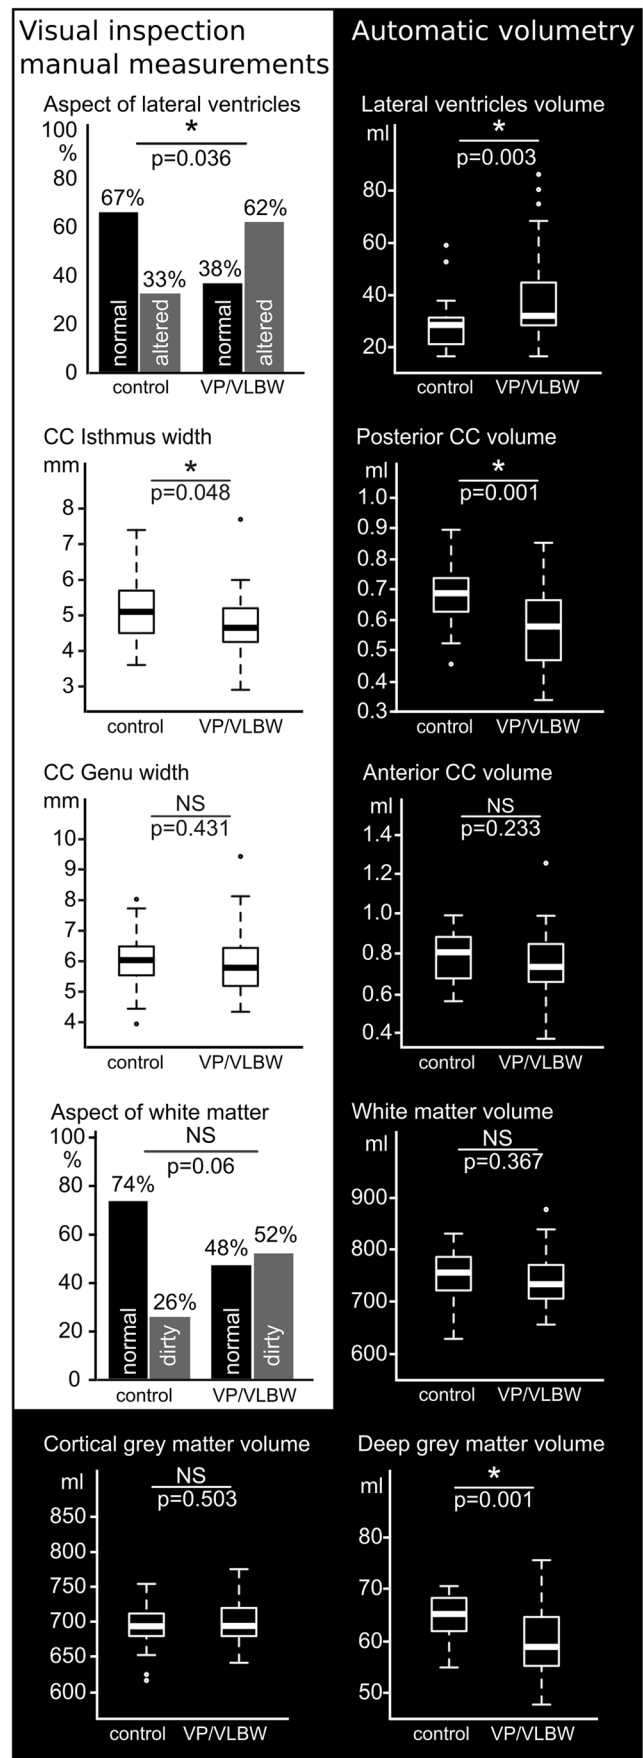 Visual inspection
manual measurements
Automatic volumetry
Aspect of lateral ventricles
100
%
80
60
40
20
0
*
p=0.036
67%
33%
38%
62%
normal
altered
normal
altered
control
VP/VLBW
Lateral ventricles volume
ml
80
60
40
20
*
p=0.003
control
VP/VLBW
CC Isthmus width
mm
8
7
6
5
4
3
*
p=0.048
control
VP/VLBW
Posterior CC volume
ml
1.0
0.9
0.8
0.7
0.6
0.5
0.4
0.3
*
p=0.001
control
VP/VLBW
CC Genu width
mm
10
9
8
7
6
5
4
NS
p=0.431
control
VP/VLBW
Anterior CC volume
ml
1.4
1.2
1.0
0.8
0.6
0.4
NS
p=0.233
control
VP/VLBW
Aspect of white matter
100
%
80
60
40
20
0
NS
p=0.06
74%
26%
48%
52%
normal
dirty
normal
dirty
control
VP/VLBW
White matter volume
ml
900
800
700
600
NS
p=0.367
control
VP/VLBW
Cortical grey matter volume
ml
850
800
750
700
650
600
NS
p=0.503
control
VP/VLBW
Deep grey matter volume
ml
80
70
60
50
*
p=0.001
control
VP/VLBW